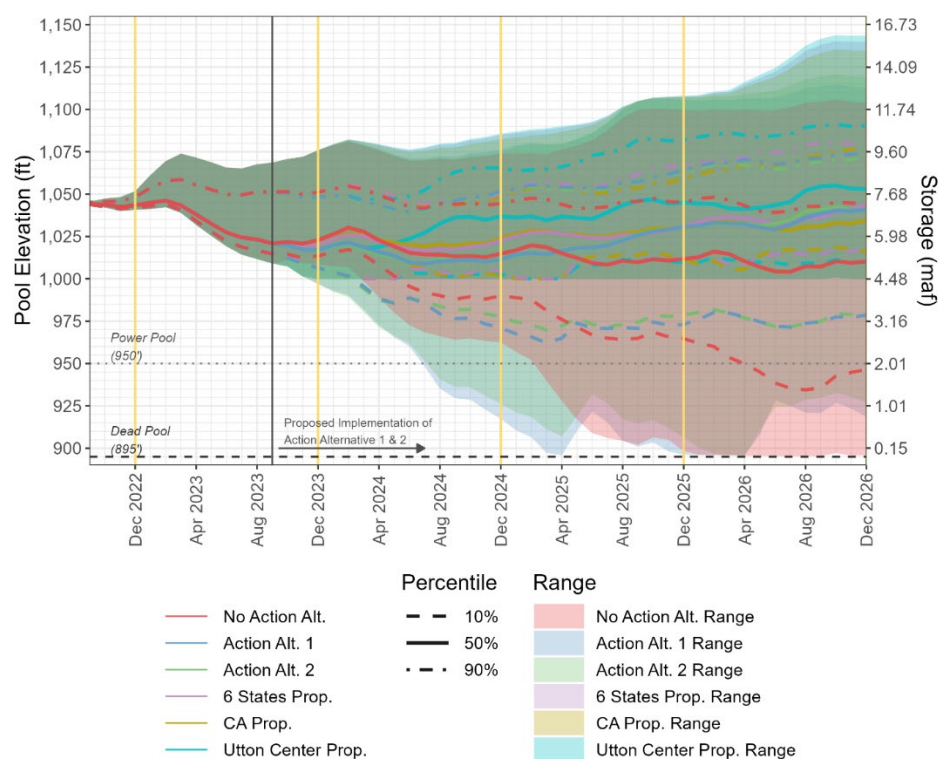 1,150
1,125
1,100
1,075
1,050
1,025
1,000
975
950
925
900
Pool Elevation (ft)
16.73
14.09
11.74
9.60
7.68
5.98
4.48
3.16
2.01
1.01
0.15
Storage (maf)
Power Pool
(950')
Dead Pool
(895')
Proposed Implementation of
Action Alternative 1 & 2
Dec 2022
Apr 2023
Aug 2023
Dec 2023
Apr 2024
Aug 2024
Dec 2024
Apr 2025
Aug 2025
Dec 2025
Apr 2026
Aug 2026
Dec 2026
Percentile
10%
50%
90%
Range
No Action Alt.
Action Alt. 1
Action Alt. 2
6 States Prop.
CA Prop.
Utton Center Prop.
No Action Alt. Range
Action Alt. 1 Range
Action Alt. 2 Range
6 States Prop. Range
CA Prop. Range
Utton Center Prop. Range